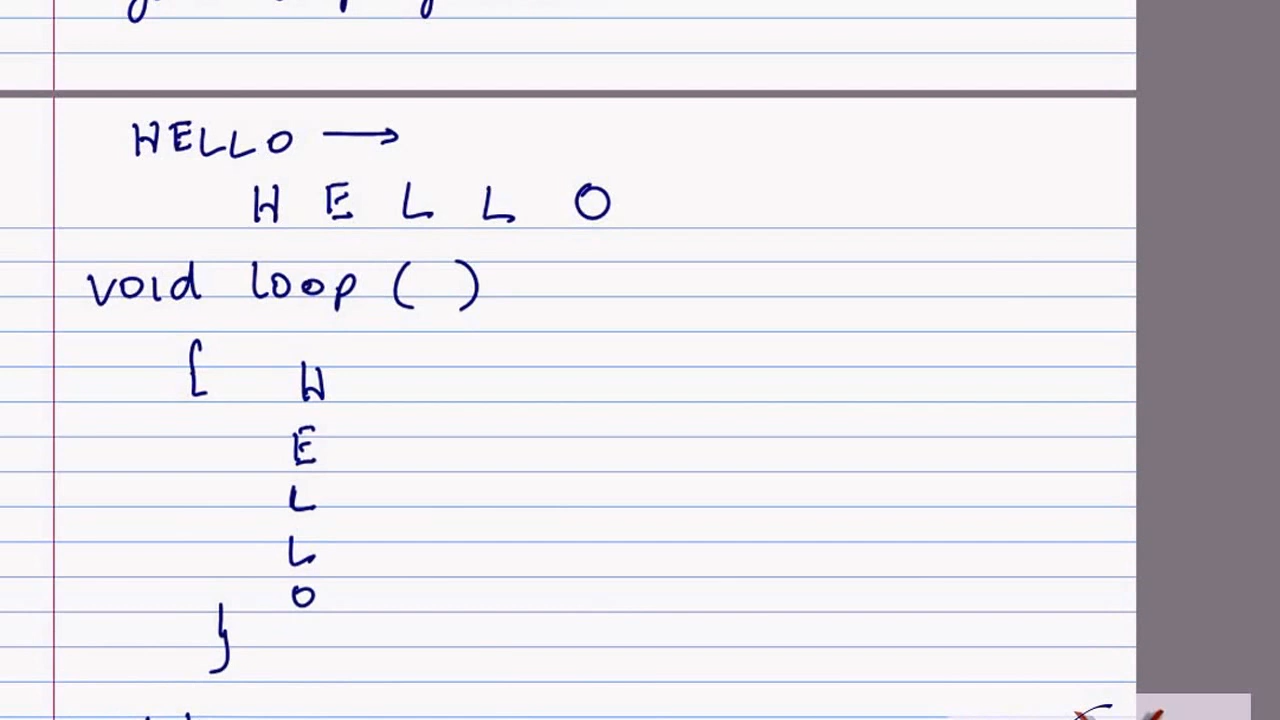 HELLO →
H E L L O
void loop ( )
{ H
E
L
L
O
}